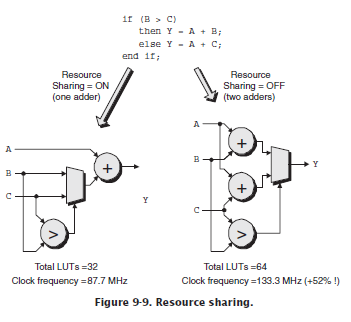 if (B > C)
then Y = A + B;
else Y = A + C;
end if;
Resource
Sharing = ON
(one adder)
Resource
Sharing = OFF
(two adders)
A
B
C
+
>
Y
A
B
C
+
+
>
Y
Total LUTs =32
Clock frequency =87.7 MHz
Total LUTs =64
Clock frequency =133.3 MHz (+52% !)
Figure 9-9. Resource sharing.